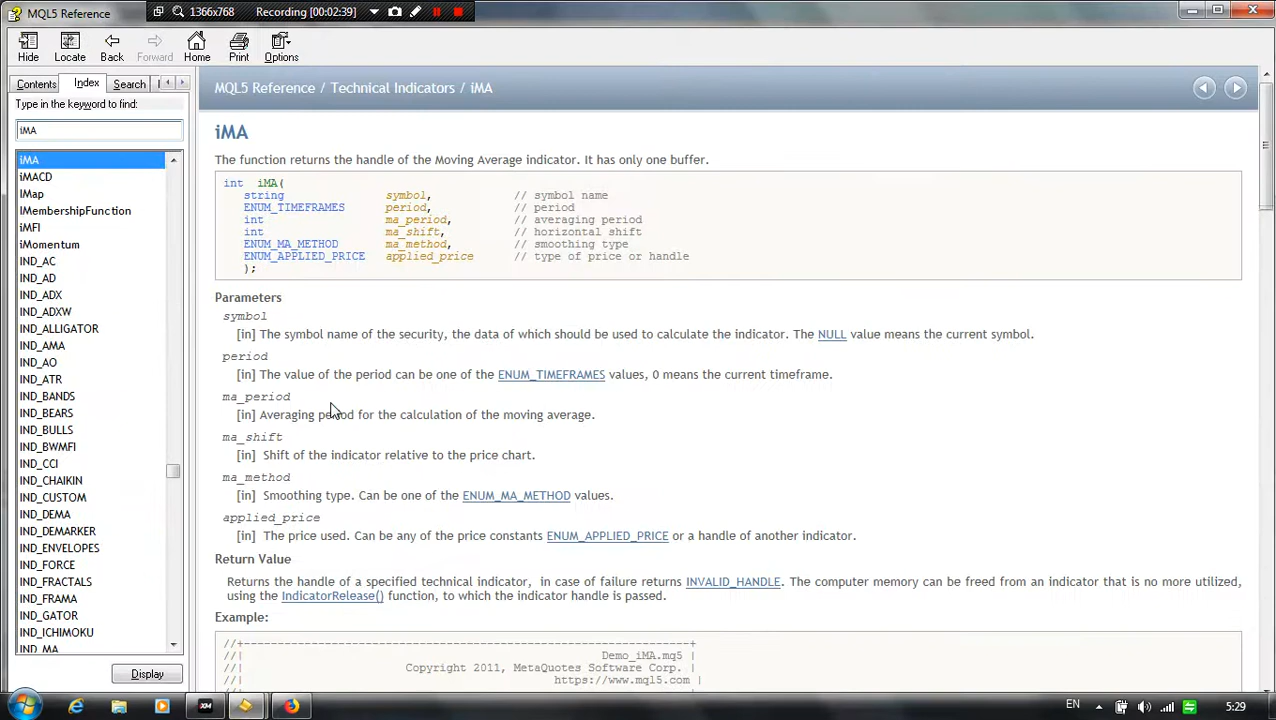 MQL5 Reference
1366x768
Recording [00:02:39]
Hide
Locate
Back
Forward
Home
Print
Options
Contents
Index
Search
Type in the keyword to find:
iMA
iMA
iMACD
IMap
IMembershipFunction
iMFI
iMomentum
IND_AC
IND_AD
IND_ADX
IND_ADXW
IND_ALLIGATOR
IND_AMA
IND_AO
IND_ATR
IND_BANDS
IND_BEARS
IND_BULLS
IND_BWMFI
IND_CCI
IND_CHAIKIN
IND_CUSTOM
IND_DEMA
IND_DEMARKER
IND_ENVELOPES
IND_FORCE
IND_FRACTALS
IND_FRAMA
IND_GATOR
IND_ICHIMOKU
IND_MA
Display
MQL5 Reference / Technical Indicators / iMA
iMA
The function returns the handle of the Moving Average indicator. It has only one buffer.
int iMA(
string symbol, // symbol name
ENUM_TIMEFRAMES period, // period
int ma_period, // averaging period
int ma_shift, // horizontal shift
ENUM_MA_METHOD ma_method, // smoothing type
ENUM_APPLIED_PRICE applied_price // type of price or handle
);
Parameters
symbol
[in] The symbol name of the security, the data of which should be used to calculate the indicator. The NULL value means the current symbol.
period
[in] The value of the period can be one of the ENUM_TIMEFRAMES values, 0 means the current timeframe.
ma_period
[in] Averaging period for the calculation of the moving average.
ma_shift
[in] Shift of the indicator relative to the price chart.
ma_method
[in] Smoothing type. Can be one of the ENUM_MA_METHOD values.
applied_price
[in] The price used. Can be any of the price constants ENUM_APPLIED_PRICE or a handle of another indicator.
Return Value
Returns the handle of a specified technical indicator, in case of failure returns INVALID_HANDLE. The computer memory can be freed from an indicator that is no more utilized,
using the IndicatorRelease() function, to which the indicator handle is passed.
Example:
//+------------------------------------------------------------------+
//| Demo_iMA.mq5 |
//| Copyright 2011, MetaQuotes Software Corp. |
//| https://www.mql5.com |
XM
EN
5:29